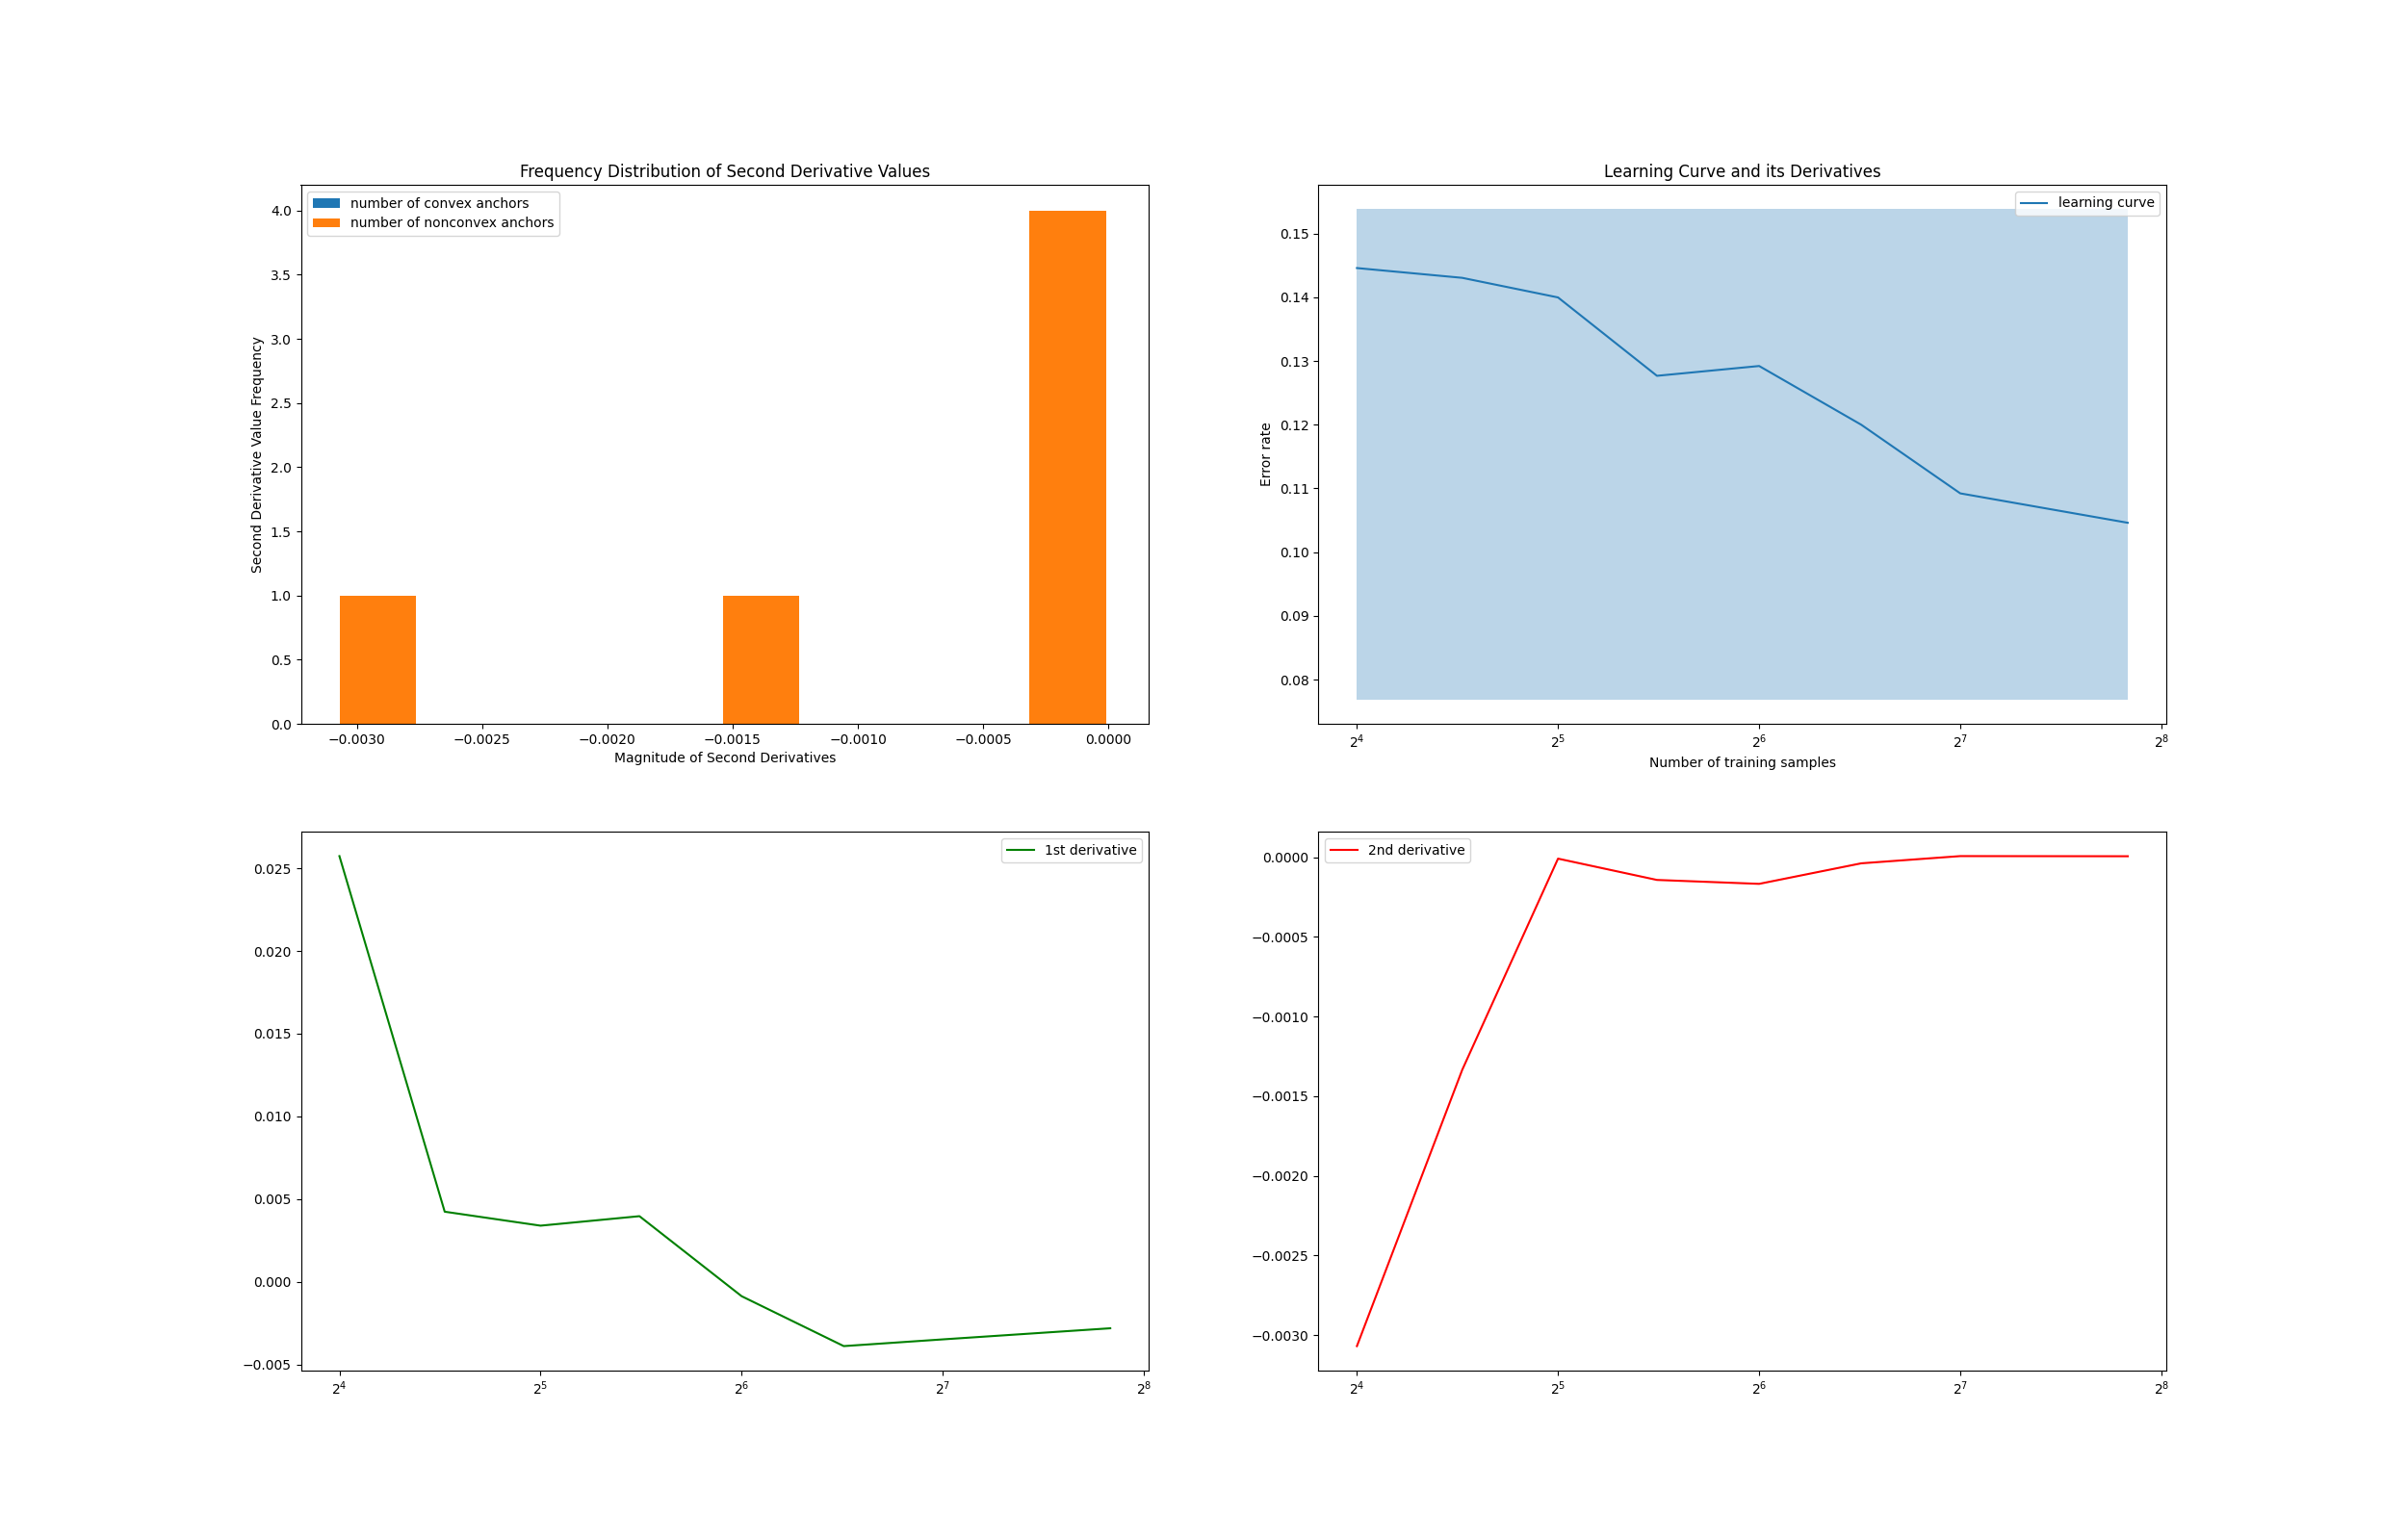 Frequency Distribution of Second Derivative Values
number of convex anchors
number of nonconvex anchors
Second Derivative Value Frequency
4.0
3.5
3.0
2.5
2.0
1.5
1.0
0.5
0.0
−0.0030 −0.0025 −0.0020 −0.0015 −0.0010 −0.0005 0.0000
Magnitude of Second Derivatives
Learning Curve and its Derivatives
learning curve
Error rate
0.15
0.14
0.13
0.12
0.11
0.10
0.09
0.08
2⁴ 2⁵ 2⁶ 2⁷ 2⁸
Number of training samples
1st derivative
0.025
0.020
0.015
0.010
0.005
0.000
−0.005
2⁴ 2⁵ 2⁶ 2⁷ 2⁸
2nd derivative
0.0000
−0.0005
−0.0010
−0.0015
−0.0020
−0.0025
−0.0030
2⁴ 2⁵ 2⁶ 2⁷ 2⁸